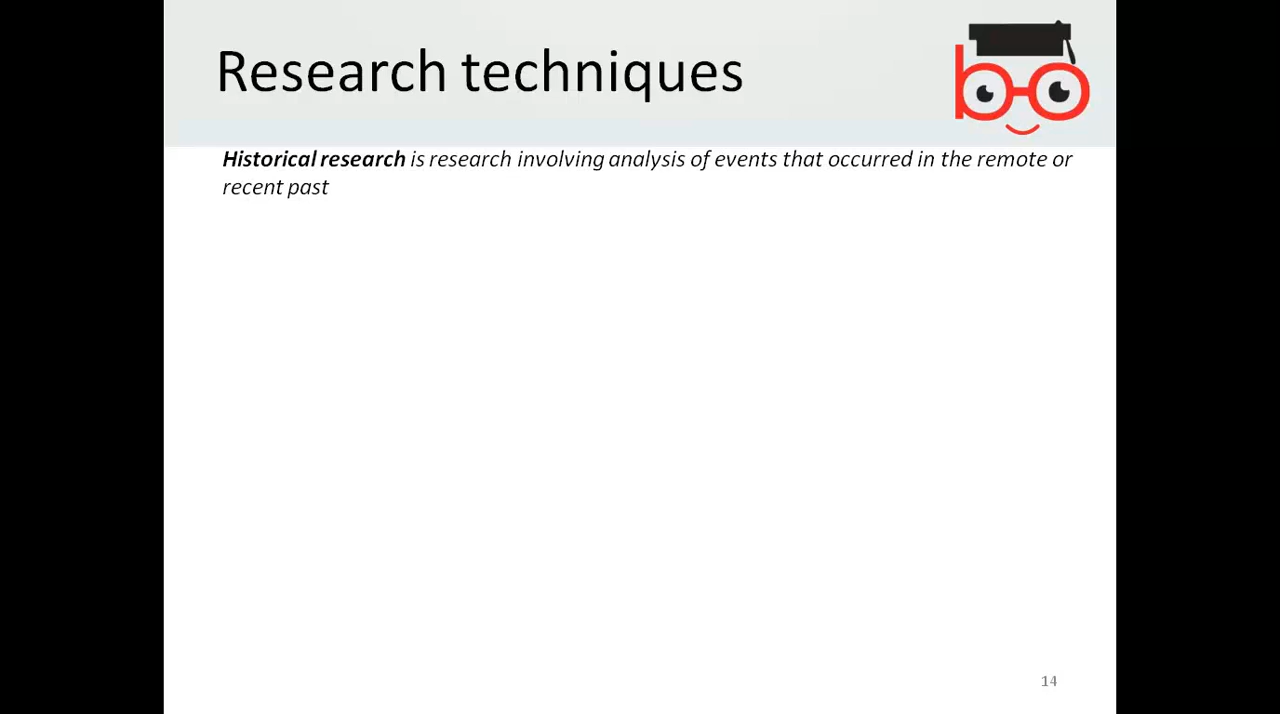 Research techniques
Historical research is research involving analysis of events that occurred in the remote or
recent past
14